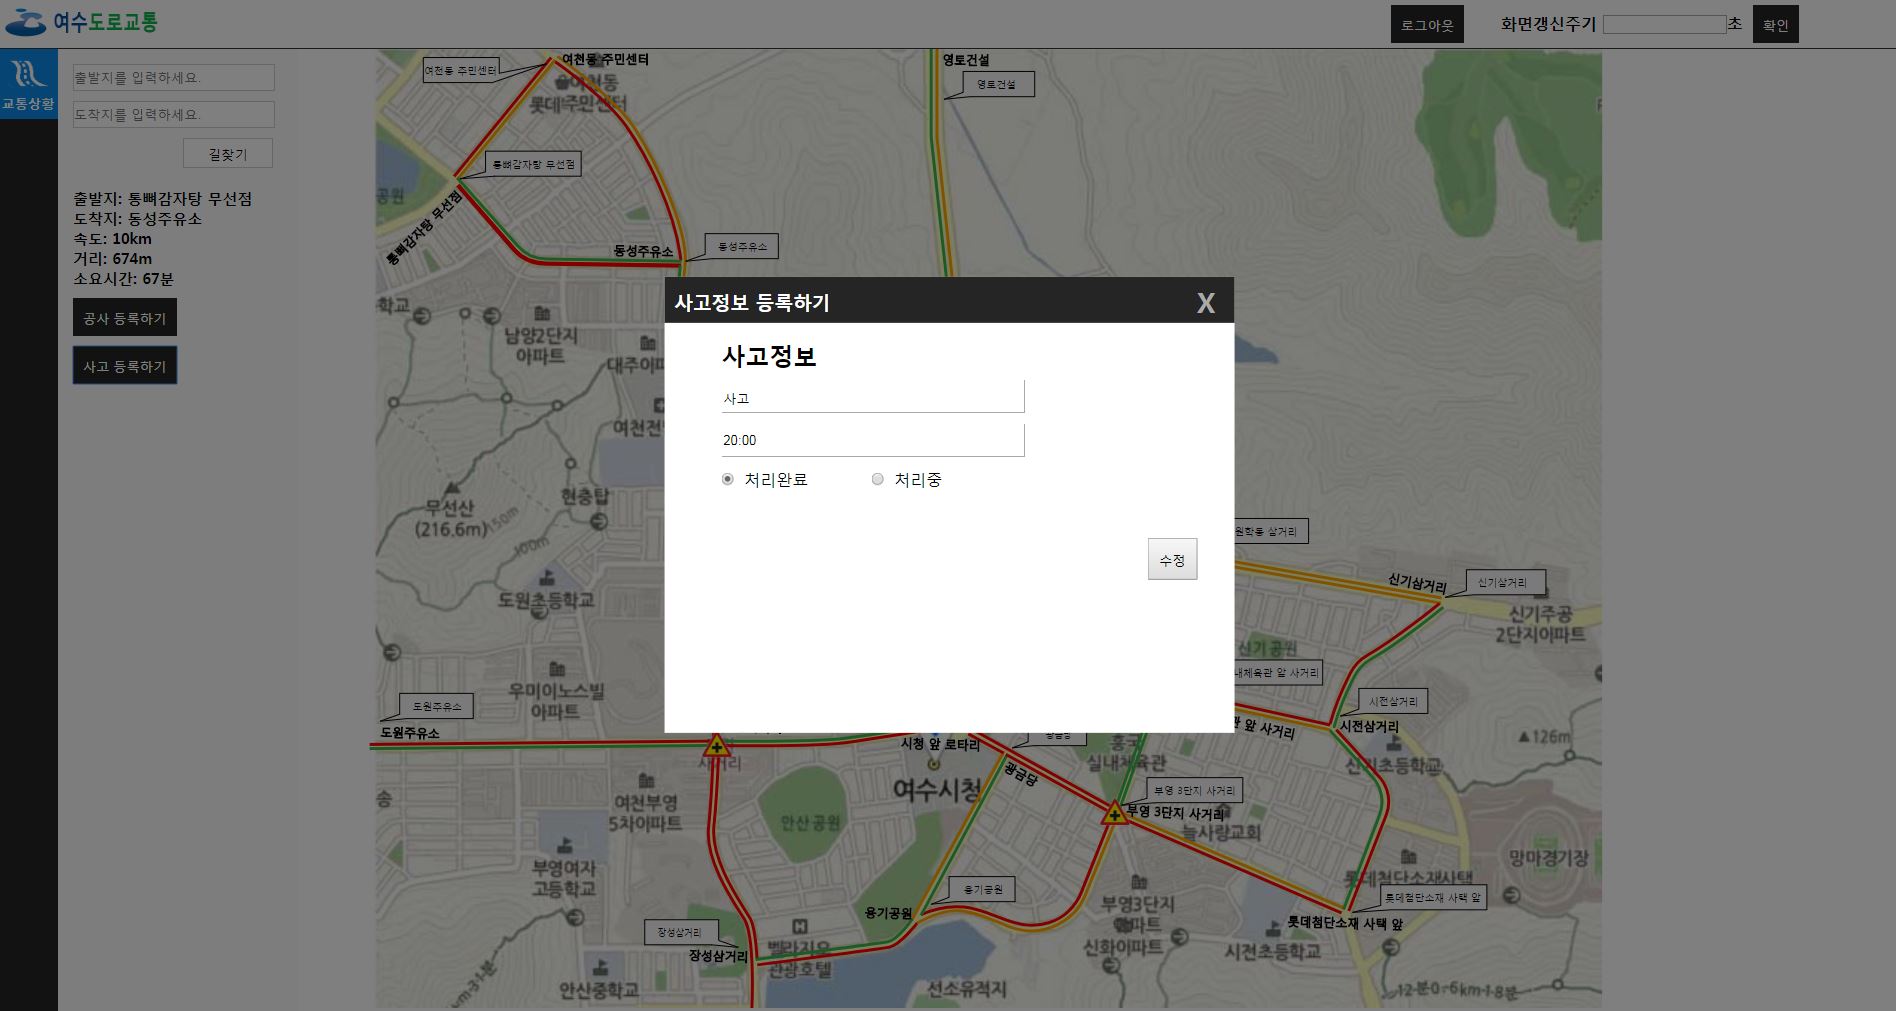 여수도로교통
로그아웃
화면갱신주기
초
확인
교통상황
출발지를 입력하세요.
도착지를 입력하세요.
길찾기
출발지: 통뼈감자탕 무선점
도착지: 동성주유소
속도: 10km
거리: 674m
소요시간: 67분
공사 등록하기
사고 등록하기
여천동 주민센터
여천동 주민센터
영토건설
영토건설
통뼈감자탕 무선점
통뼈감자탕 무선점
공원
동성주유소
동성주유소
남양2단지
아파트
무선산
(216.6m)
150m
100m
현충탑
도원초등학교
우미이노스빌
아파트
도원주유소
도원주유소
사고정보 등록하기
X
사고정보
사고
20:00
처리완료
처리중
수정
원학동 삼거리
신기삼거리
신기삼거리
신기주공
2단지아파트
신기공원
내체육관 앞 사거리
앞 사거리
시전삼거리
시전삼거리
▲126m
신기초등학교
사거리
시청 앞 로타리
여수시청
광금당
흥국
실내체육관
부영 3단지 사거리
부영 3단지 사거리
늘사랑교회
여천부영
5차아파트
안산공원
부영여자
고등학교
용기공원
용기공원
망마경기장
롯데첨단소재사택
롯데첨단소재 사택 앞
롯데첨단소재 사택 앞
부영3단지
아파트
신화아파트
시전초등학교
장성삼거리
장성삼거리
벨라지오
관광호텔
안산중학교
선소유적지